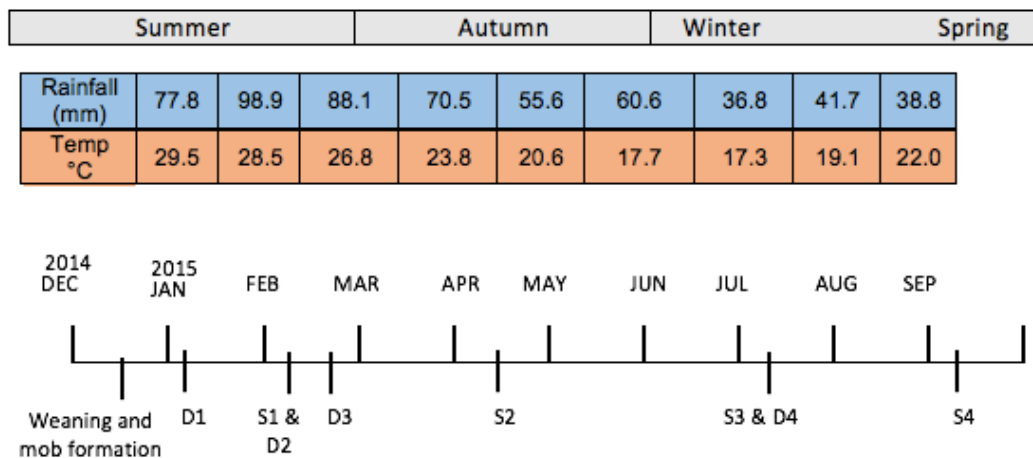 Summer Autumn Winter Spring
Rainfall (mm) 77.8 98.9 88.1 70.5 55.6 60.6 36.8 41.7 38.8
Temp °C 29.5 28.5 26.8 23.8 20.6 17.7 17.3 19.1 22.0
2014 2015
DEC JAN FEB MAR APR MAY JUN JUL AUG SEP
Weaning and D1 S1 & D3 S2 S3 & D4 S4
mob formation D2